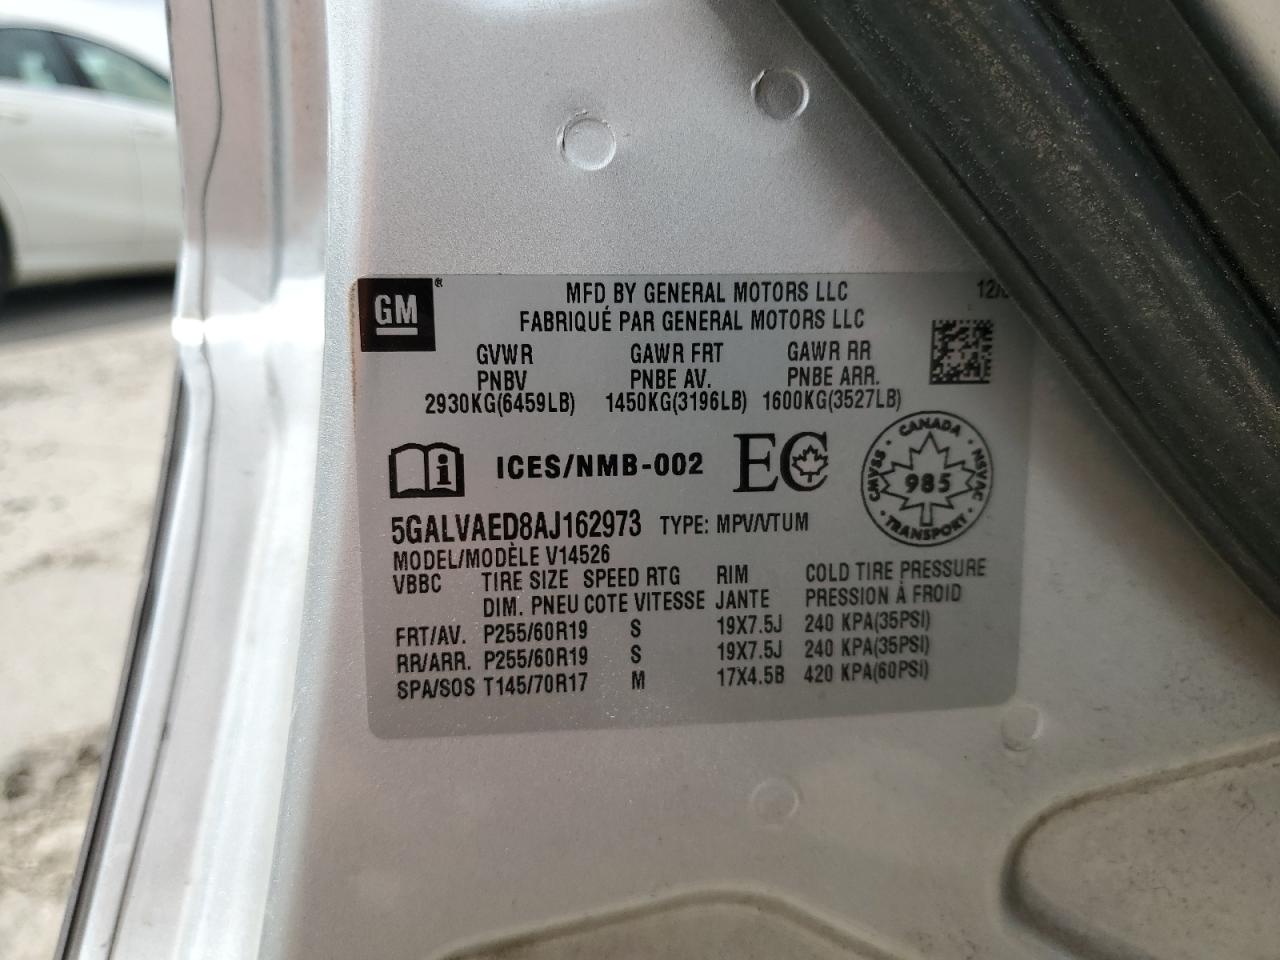 GM ®
MFD BY GENERAL MOTORS LLC 12/
FABRIQUÉ PAR GENERAL MOTORS LLC
GVWR GAWR FRT GAWR RR
PNBV PNBE AV. PNBE ARR.
2930KG(6459LB) 1450KG(3196LB) 1600KG(3527LB)
i ICES/NMB-002 EC
CANADA
CMVSS 985 NSVAC
TRANSPORT
5GALVAED8AJ162973 TYPE: MPV/VTUM
MODEL/MODÈLE V14526
VBBC TIRE SIZE SPEED RTG RIM COLD TIRE PRESSURE
DIM. PNEU COTE VITESSE JANTE PRESSION À FROID
FRT/AV. P255/60R19 S 19X7.5J 240 KPA(35PSI)
RR/ARR. P255/60R19 S 19X7.5J 240 KPA(35PSI)
SPA/SOS T145/70R17 M 17X4.5B 420 KPA(60PSI)